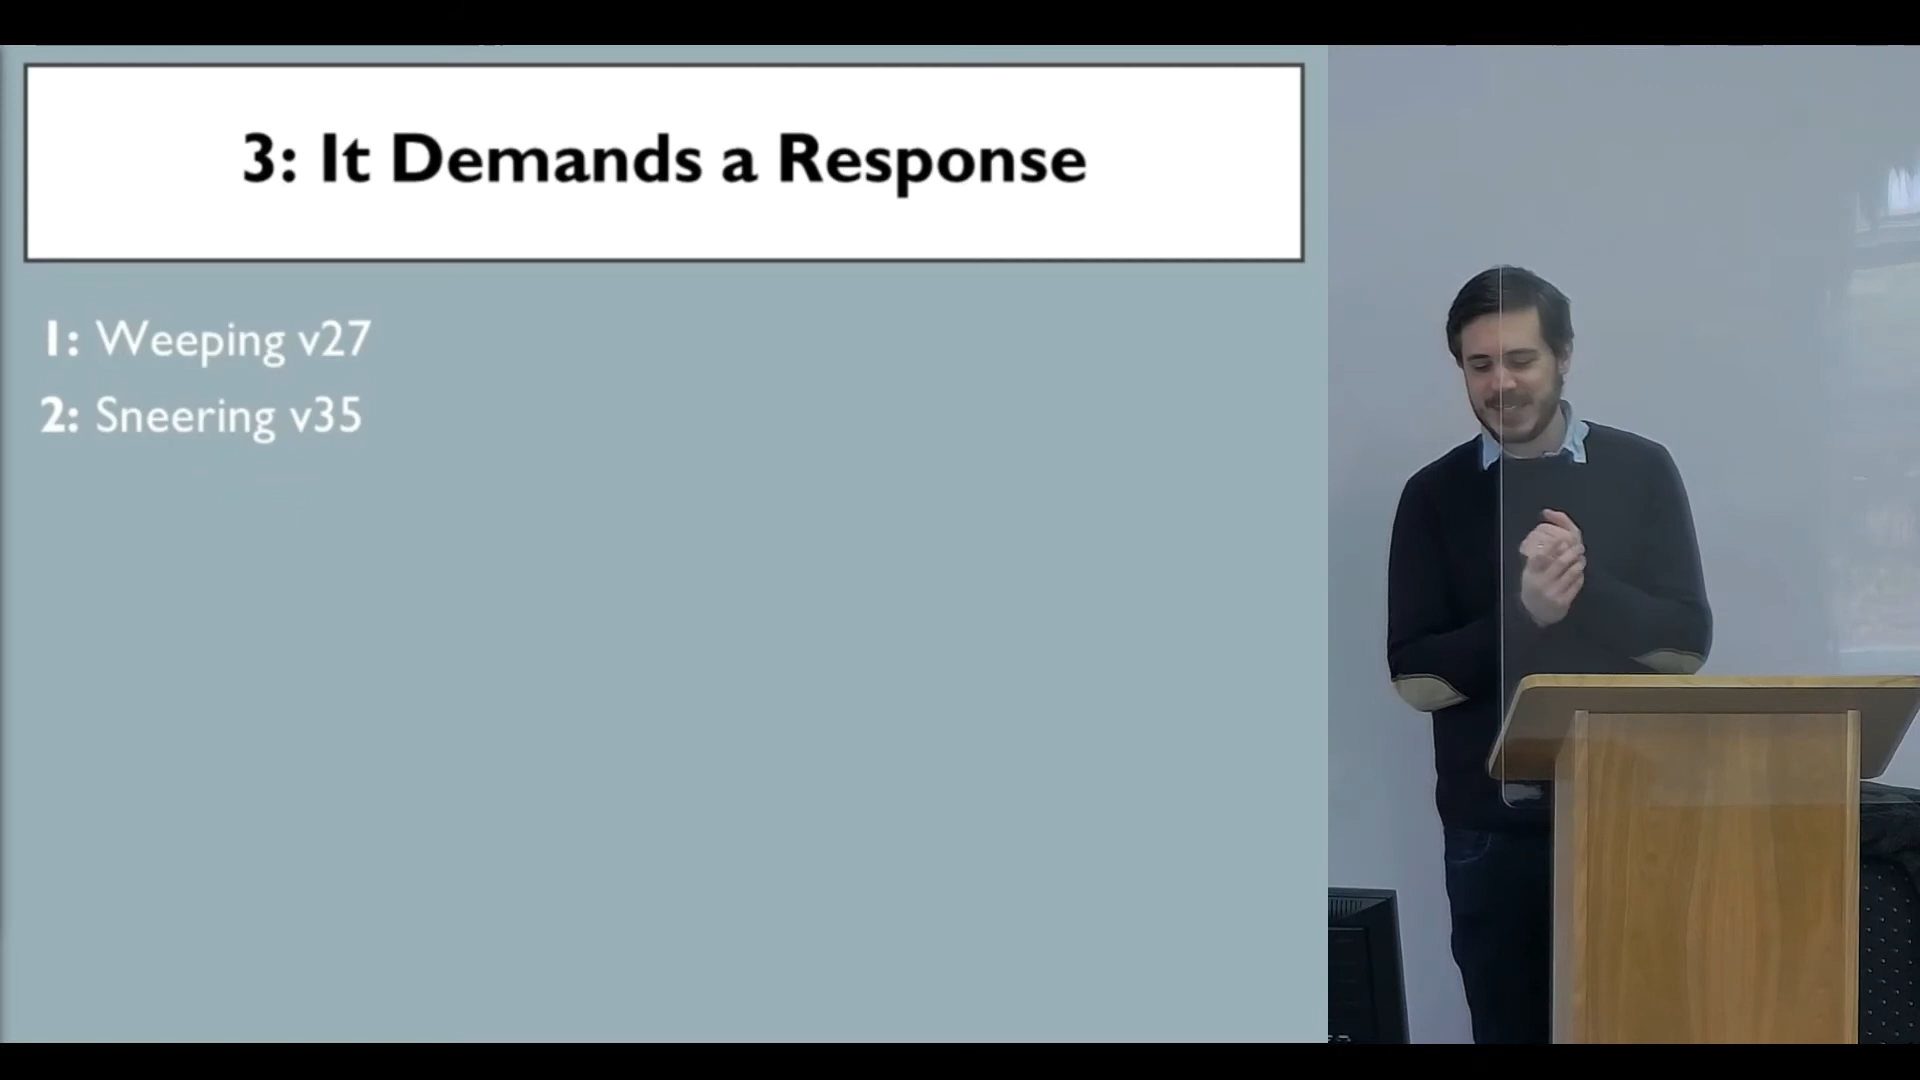 3: It Demands a Response
1: Weeping v27
2: Sneering v35